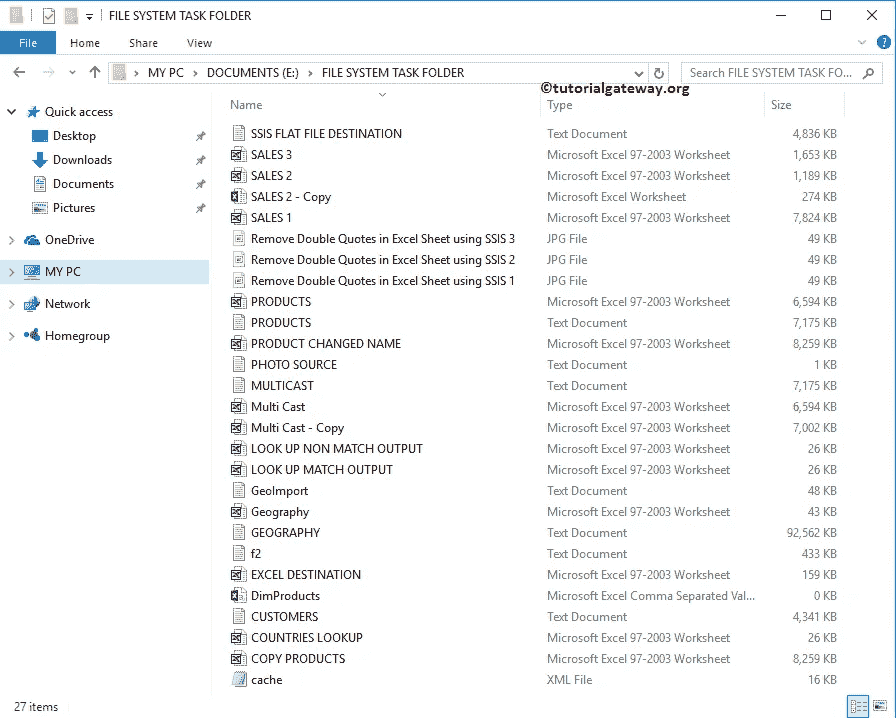 FILE SYSTEM TASK FOLDER
File Home Share View
MY PC DOCUMENTS (E:) FILE SYSTEM TASK FOLDER Search FILE SYSTEM TASK FO...
©tutorialgateway.org
Name Type Size
Quick access
Desktop
Downloads
Documents
Pictures
OneDrive
MY PC
Network
Homegroup
SSIS FLAT FILE DESTINATION Text Document 4,836 KB
SALES 3 Microsoft Excel 97-2003 Worksheet 1,653 KB
SALES 2 Microsoft Excel 97-2003 Worksheet 1,189 KB
SALES 2 - Copy Microsoft Excel Worksheet 274 KB
SALES 1 Microsoft Excel 97-2003 Worksheet 7,824 KB
Remove Double Quotes in Excel Sheet using SSIS 3 JPG File 49 KB
Remove Double Quotes in Excel Sheet using SSIS 2 JPG File 49 KB
Remove Double Quotes in Excel Sheet using SSIS 1 JPG File 49 KB
PRODUCTS Microsoft Excel 97-2003 Worksheet 6,594 KB
PRODUCTS Text Document 7,175 KB
PRODUCT CHANGED NAME Microsoft Excel 97-2003 Worksheet 8,259 KB
PHOTO SOURCE Text Document 1 KB
MULTICAST Text Document 7,175 KB
Multi Cast Microsoft Excel 97-2003 Worksheet 6,594 KB
Multi Cast - Copy Microsoft Excel 97-2003 Worksheet 7,002 KB
LOOK UP NON MATCH OUTPUT Microsoft Excel 97-2003 Worksheet 26 KB
LOOK UP MATCH OUTPUT Microsoft Excel 97-2003 Worksheet 26 KB
GeoImport Text Document 48 KB
Geography Microsoft Excel 97-2003 Worksheet 43 KB
GEOGRAPHY Text Document 92,562 KB
f2 Text Document 433 KB
EXCEL DESTINATION Microsoft Excel 97-2003 Worksheet 159 KB
DimProducts Microsoft Excel Comma Separated Val... 0 KB
CUSTOMERS Text Document 4,341 KB
COUNTRIES LOOKUP Microsoft Excel 97-2003 Worksheet 26 KB
COPY PRODUCTS Microsoft Excel 97-2003 Worksheet 8,259 KB
cache XML File 16 KB
27 items